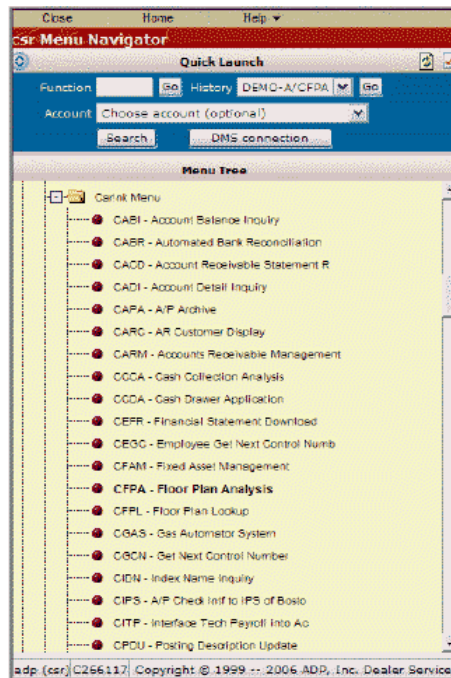 Close Home Help
csr Menu Navigator
Quick Launch
Function Go History DEMO-A/CFPA Go
Account Choose account (optional)
Search DMS connection
Menu Tree
Menu
CABI - Account Balance Inquiry
CABR - Automated Bank Reconciliation
CACD - Account Receivable Statement R
CADI - Account Detail Inquiry
CAPA - A/P Archive
CARC - AR Customer Display
CARM - Accounts Receivable Management
CCCA - Cash Collection Analysis
CCDA - Cash Drawer Application
CEFR - Financial Statement Download
CEGC - Employee Get Next Control Numb
CFAM - Fixed Asset Management
CFPA - Floor Plan Analysis
CFPL - Floor Plan Lookup
CGAS - Gas Automator System
CGCN - Get Next Control Number
CIDN - Index Name Inquiry
CIPS - A/P Check Intf to IPS of Bosto
CITP - Interface Tech Payroll into Ac
CPDU - Posting Description Update
adp (csr) C266117 Copyright © 1999 -- 2006 ADP, Inc. Dealer Service